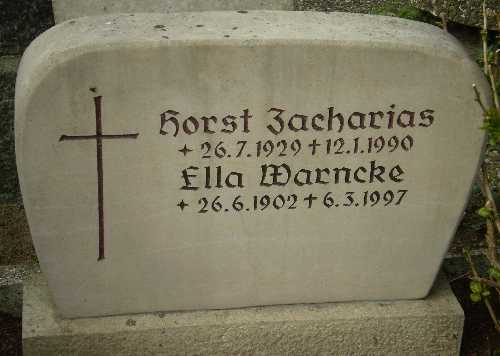 Horst Zacharias
✦ 26.7.1929 ✝ 12.1.1990
Ella Warncke
✦ 26.6.1902 ✝ 6.3.1997